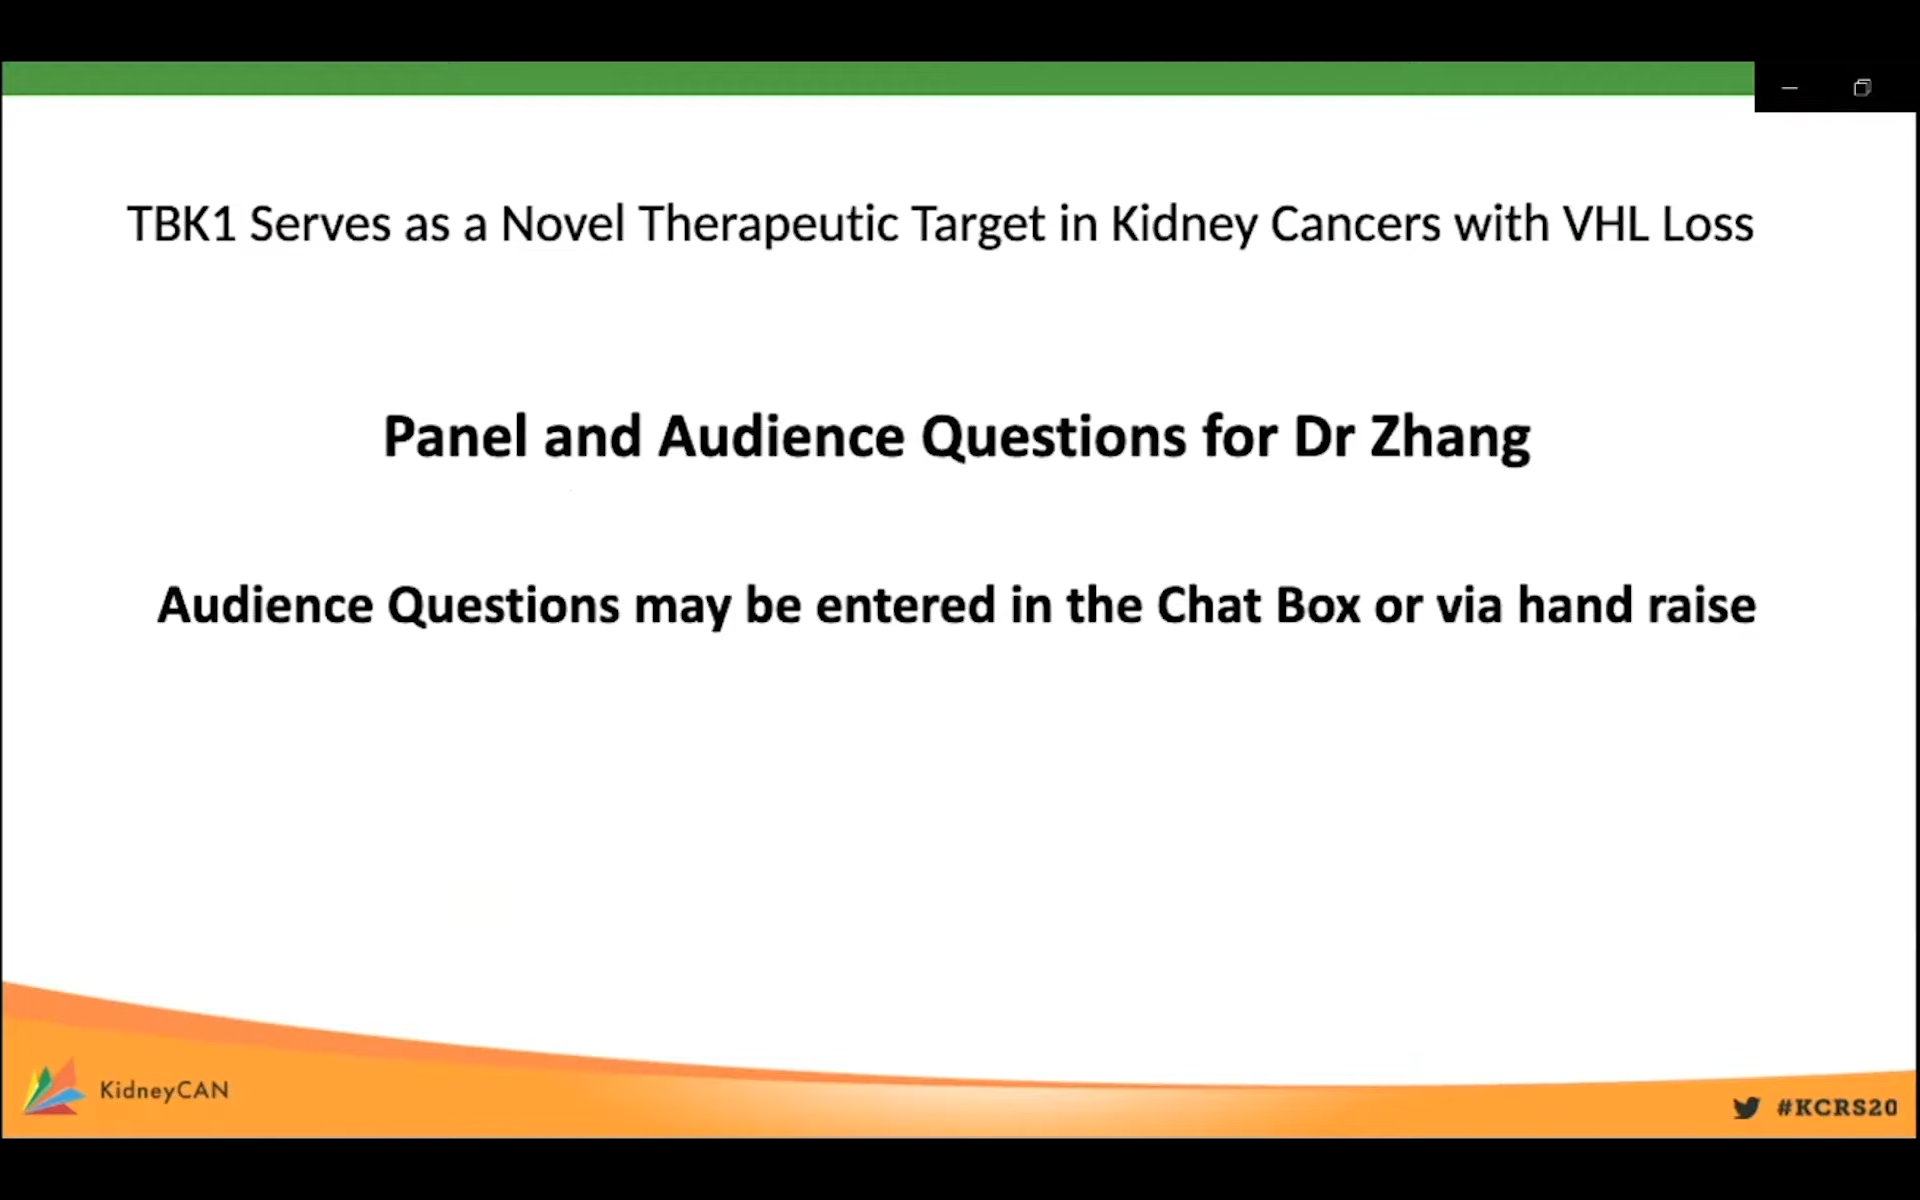 TBK1 Serves as a Novel Therapeutic Target in Kidney Cancers with VHL Loss
Panel and Audience Questions for Dr Zhang
Audience Questions may be entered in the Chat Box or via hand raise
KidneyCAN
#KCRS20